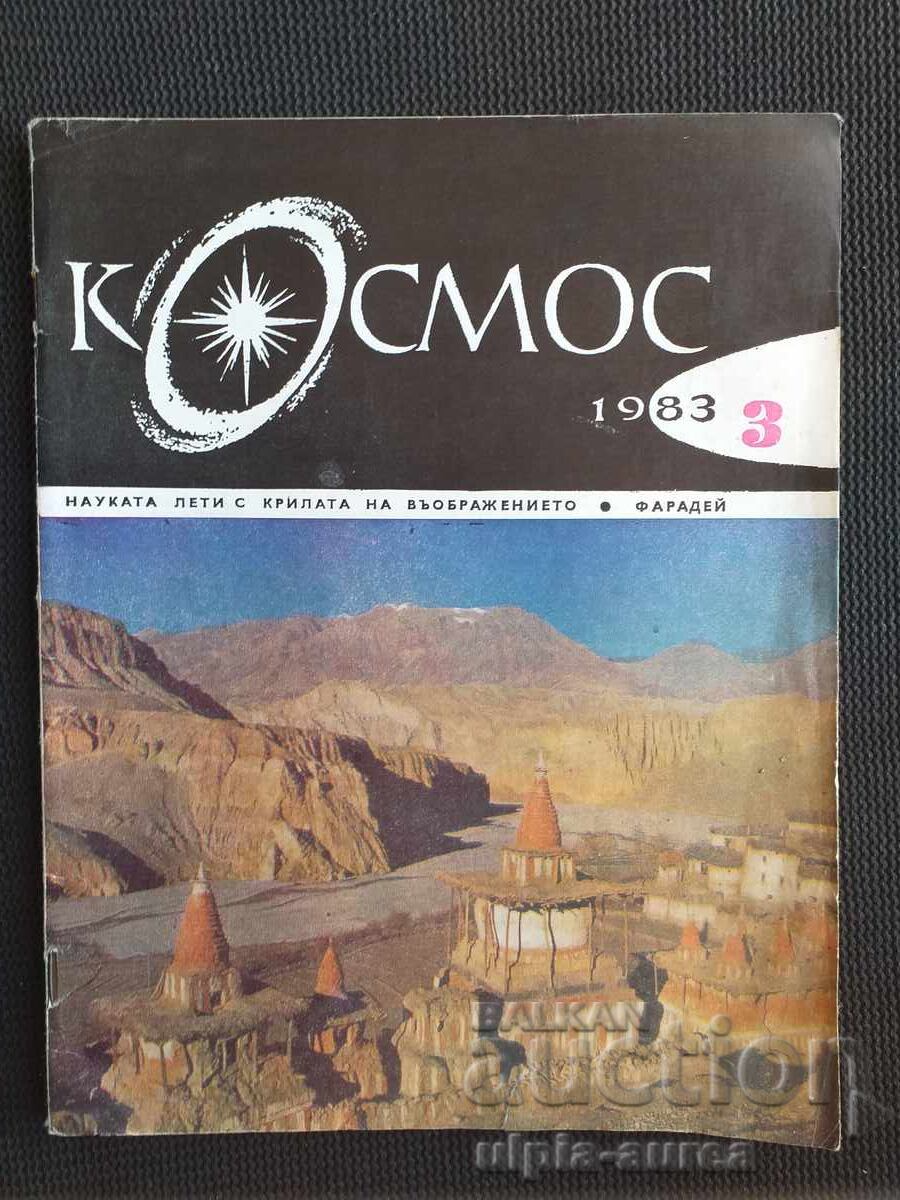 КОСМОС
1983 3
НАУКАТА ЛЕТИ С КРИЛАТА НА ВЪОБРАЖЕНИЕТО ● ФАРАДЕЙ
BALKAN
auction
ulpia-aurea